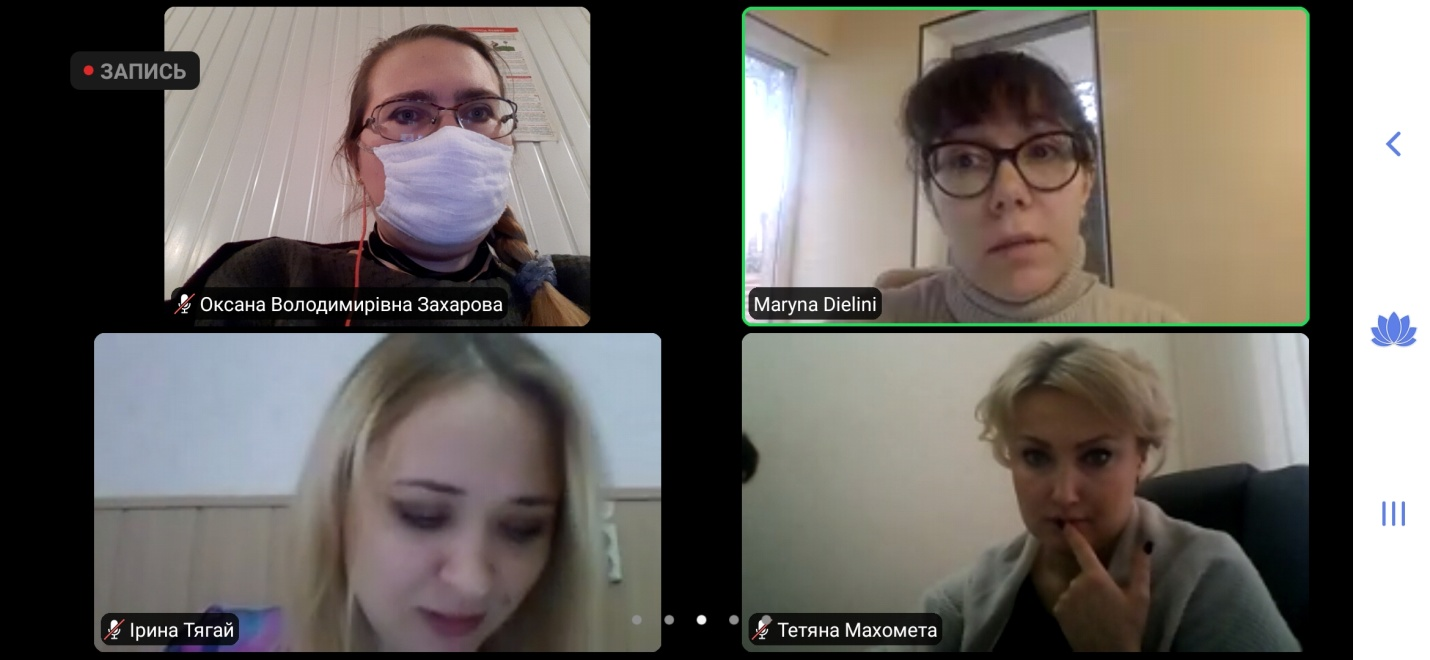 ЗАПИСЬ
Оксана Володимирівна Захарова
Maryna Dielini
Ірина Тягай
Тетяна Махомета